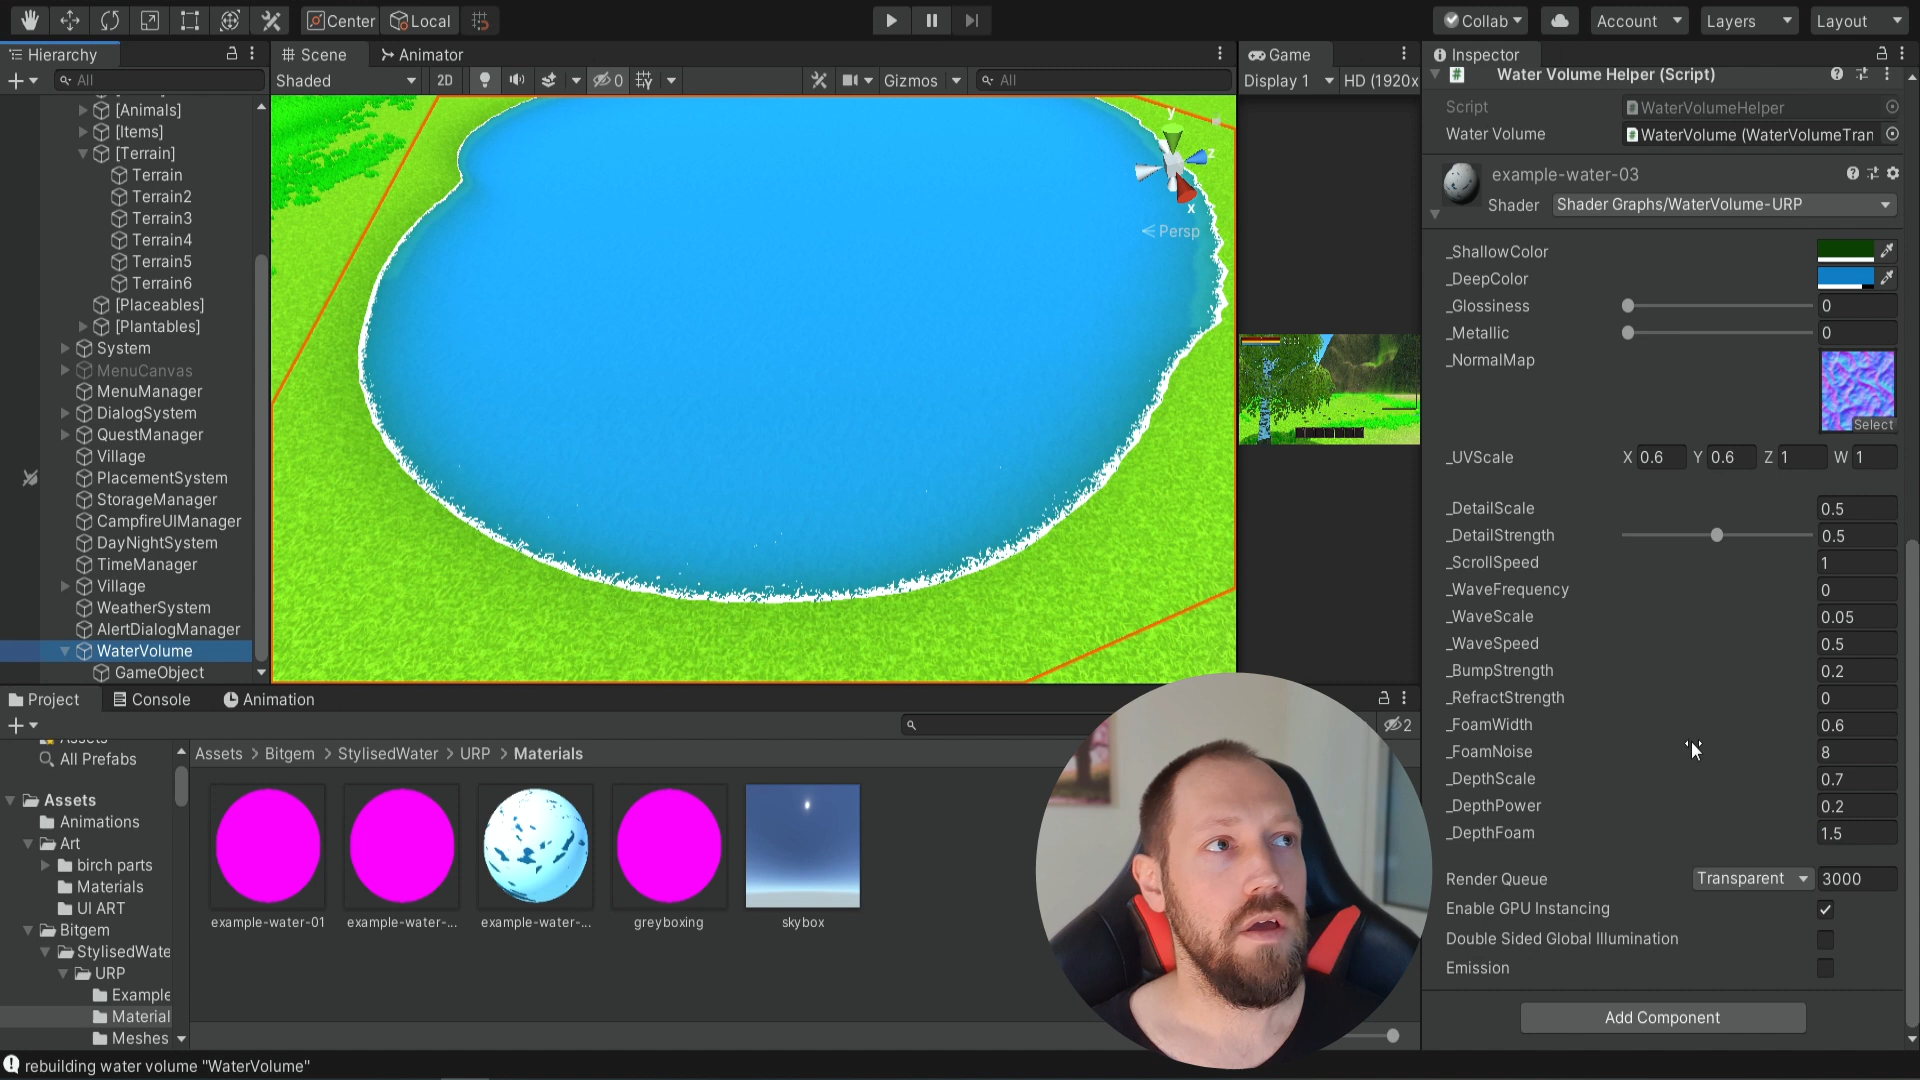 Center
Local
Collab
Account
Layers
Layout
Hierarchy
All
[Animals]
[Items]
[Terrain]
Terrain
Terrain2
Terrain3
Terrain4
Terrain5
Terrain6
[Placeables]
[Plantables]
System
MenuCanvas
MenuManager
DialogSystem
QuestManager
Village
PlacementSystem
StorageManager
CampfireUIManager
DayNightSystem
TimeManager
Village
WeatherSystem
AlertDialogManager
WaterVolume
GameObject
Scene
Animator
Shaded
2D
0
Gizmos
All
y
z
x
Persp
Game
Display 1
HD (1920x
Inspector
Water Volume Helper (Script)
Script
WaterVolumeHelper
Water Volume
WaterVolume (WaterVolumeTran
example-water-03
Shader
Shader Graphs/WaterVolume-URP
_ShallowColor
_DeepColor
_Glossiness
0
_Metallic
0
_NormalMap
Select
_UVScale
X 0.6 Y 0.6 Z 1 W 1
_DetailScale
0.5
_DetailStrength
0.5
_ScrollSpeed
1
_WaveFrequency
0
_WaveScale
0.05
_WaveSpeed
0.5
_BumpStrength
0.2
_RefractStrength
0
_FoamWidth
0.6
_FoamNoise
8
_DepthScale
0.7
_DepthPower
0.2
_DepthFoam
1.5
Render Queue
Transparent
3000
Enable GPU Instancing
Double Sided Global Illumination
Emission
Add Component
Project
Console
Animation
2
Assets
All Prefabs
Assets
Animations
Art
birch parts
Materials
UI ART
Bitgem
StylisedWate
URP
Example
Material
Meshes
Assets > Bitgem > StylisedWater > URP > Materials
example-water-01
example-water-...
example-water-...
greyboxing
skybox
rebuilding water volume "WaterVolume"